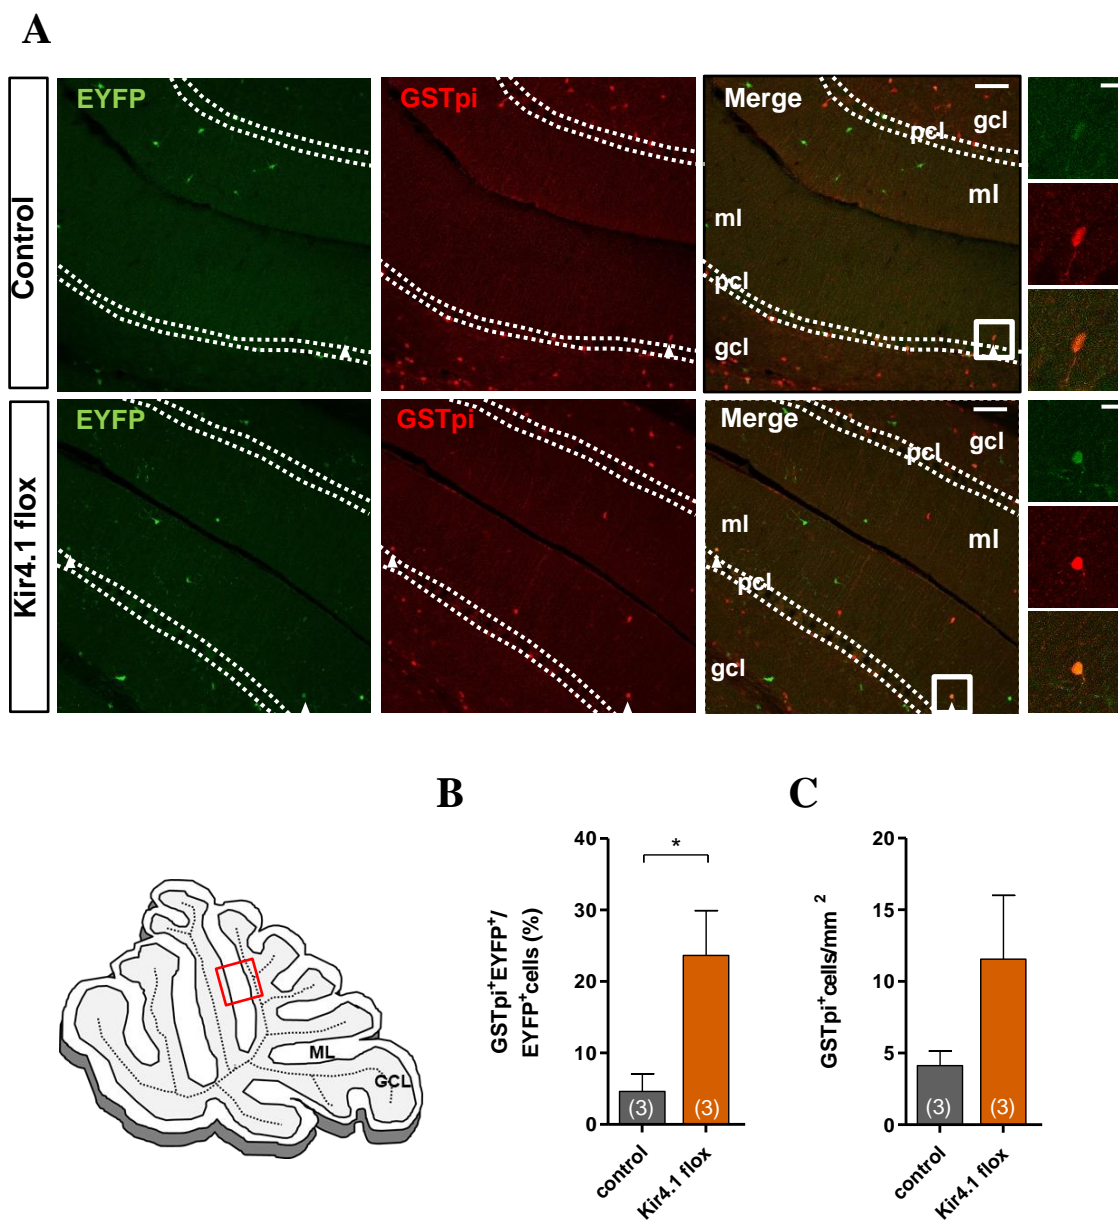 A
Control
EYFP
GSTpi
Merge
gcl
pcl
ml
ml
pcl
gcl
Kir4.1 flox
EYFP
GSTpi
Merge
gcl
pcl
ml
ml
pcl
gcl
ML
GCL
B
GSTpi⁺EYFP⁺/
EYFP⁺cells (%)
40
30
20
10
0
*
(3)
(3)
control
Kir4.1 flox
C
GSTpi⁺cells/mm²
20
15
10
5
0
(3)
(3)
control
Kir4.1 flox